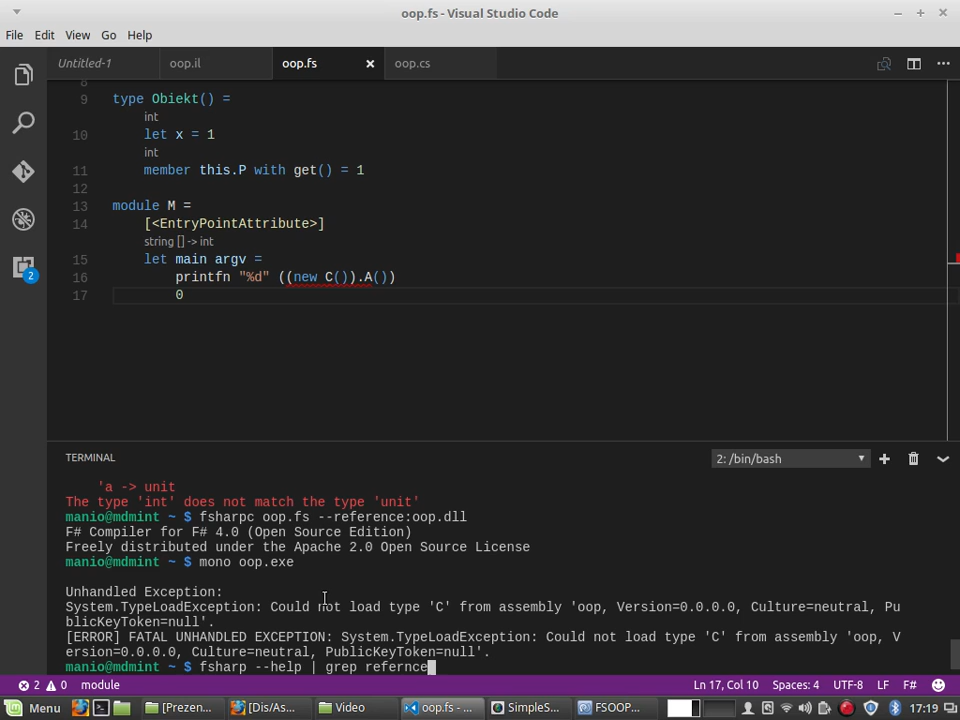 oop.fs - Visual Studio Code
File Edit View Go Help
Untitled-1 oop.il oop.fs oop.cs
8
9 type Obiekt() =
int
10 let x = 1
int
11 member this.P with get() = 1
12
13 module M =
14 [<EntryPointAttribute>]
string [] -> int
15 let main argv =
16 printfn "%d" ((new C()).A())
17 0
2
TERMINAL
2: /bin/bash
'a -> unit
The type 'int' does not match the type 'unit'
manio@mdmint ~ $ fsharpc oop.fs --reference:oop.dll
F# Compiler for F# 4.0 (Open Source Edition)
Freely distributed under the Apache 2.0 Open Source License
manio@mdmint ~ $ mono oop.exe
Unhandled Exception:
System.TypeLoadException: Could not load type 'C' from assembly 'oop, Version=0.0.0.0, Culture=neutral, Pu
blicKeyToken=null'.
[ERROR] FATAL UNHANDLED EXCEPTION: System.TypeLoadException: Could not load type 'C' from assembly 'oop, V
ersion=0.0.0.0, Culture=neutral, PublicKeyToken=null'.
manio@mdmint ~ $ fsharp --help | grep refernce
2 0 module Ln 17, Col 10 Spaces: 4 UTF-8 LF F#
Menu [Prezen... [Dis/As... Video oop.fs - ... SimpleS... FSOOP... 17:19